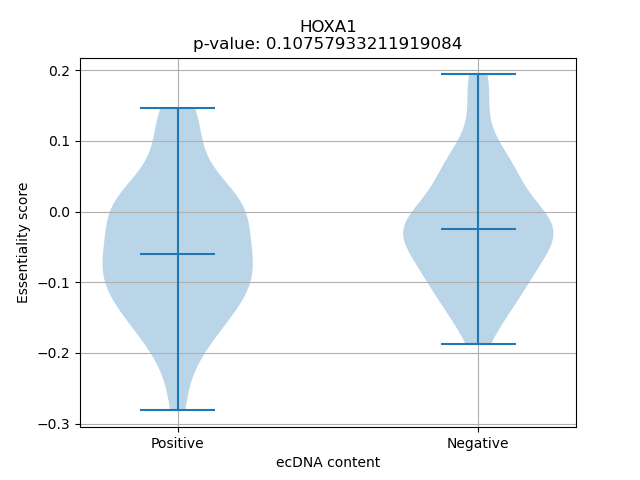 HOXA1
p-value: 0.10757933211919084
0.2
0.1
0.0
−0.1
−0.2
−0.3
Essentiality score
Positive
Negative
ecDNA content